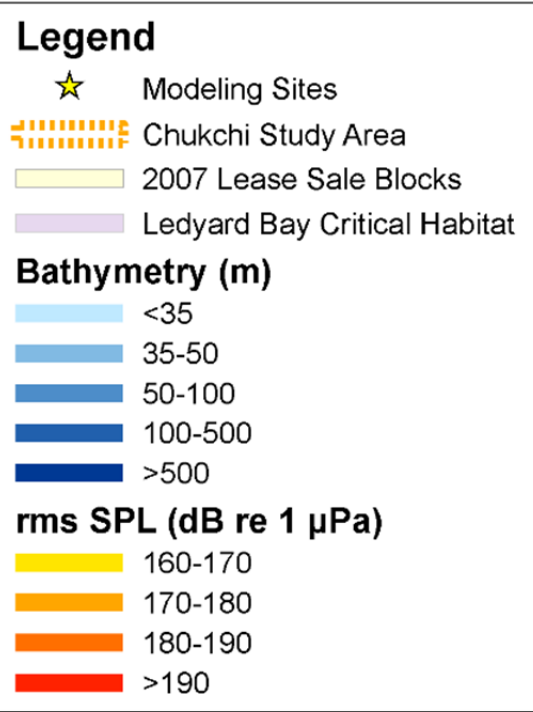 Legend
Modeling Sites
Chukchi Study Area
2007 Lease Sale Blocks
Ledyard Bay Critical Habitat
Bathymetry (m)
<35
35-50
50-100
100-500
>500
rms SPL (dB re 1 µPa)
160-170
170-180
180-190
>190